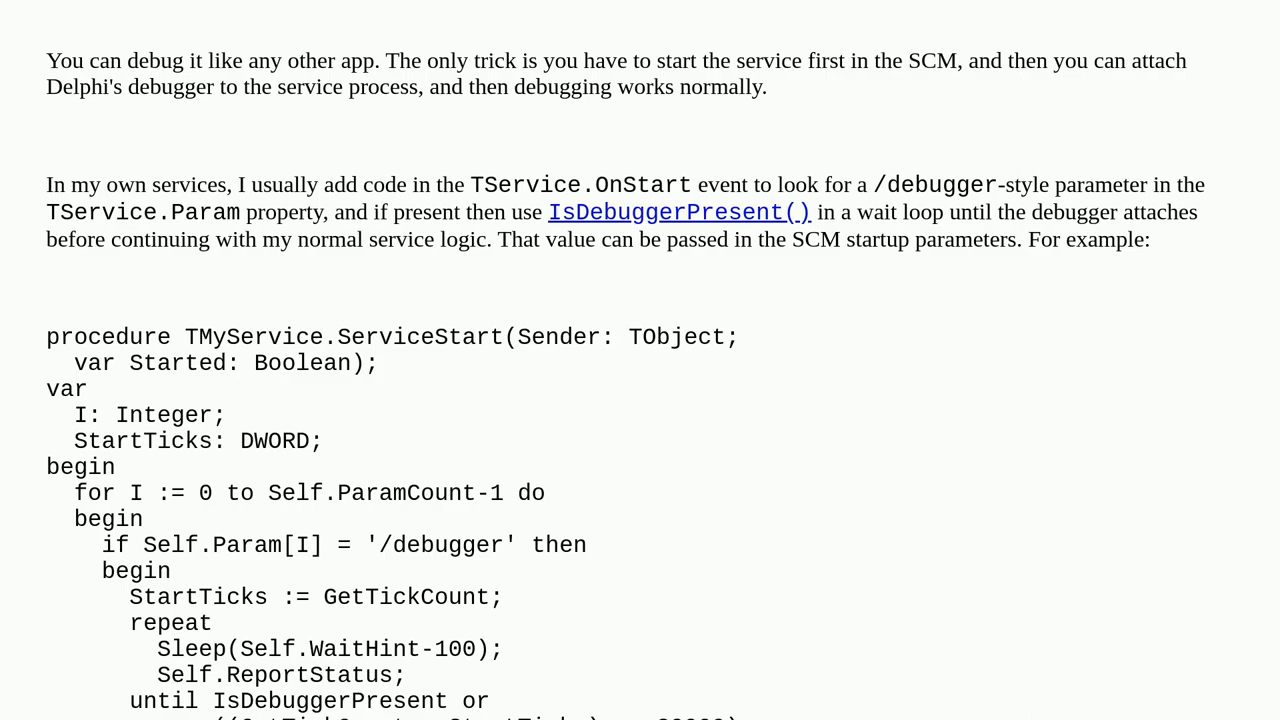 You can debug it like any other app. The only trick is you have to start the service first in the SCM, and then you can attach
Delphi's debugger to the service process, and then debugging works normally.
In my own services, I usually add code in the TService.OnStart event to look for a /debugger-style parameter in the
TService.Param property, and if present then use IsDebuggerPresent() in a wait loop until the debugger attaches
before continuing with my normal service logic. That value can be passed in the SCM startup parameters. For example:
procedure TMyService.ServiceStart(Sender: TObject;
  var Started: Boolean);
var
  I: Integer;
  StartTicks: DWORD;
begin
  for I := 0 to Self.ParamCount-1 do
  begin
    if Self.Param[I] = '/debugger' then
    begin
      StartTicks := GetTickCount;
      repeat
        Sleep(Self.WaitHint-100);
        Self.ReportStatus;
      until IsDebuggerPresent or